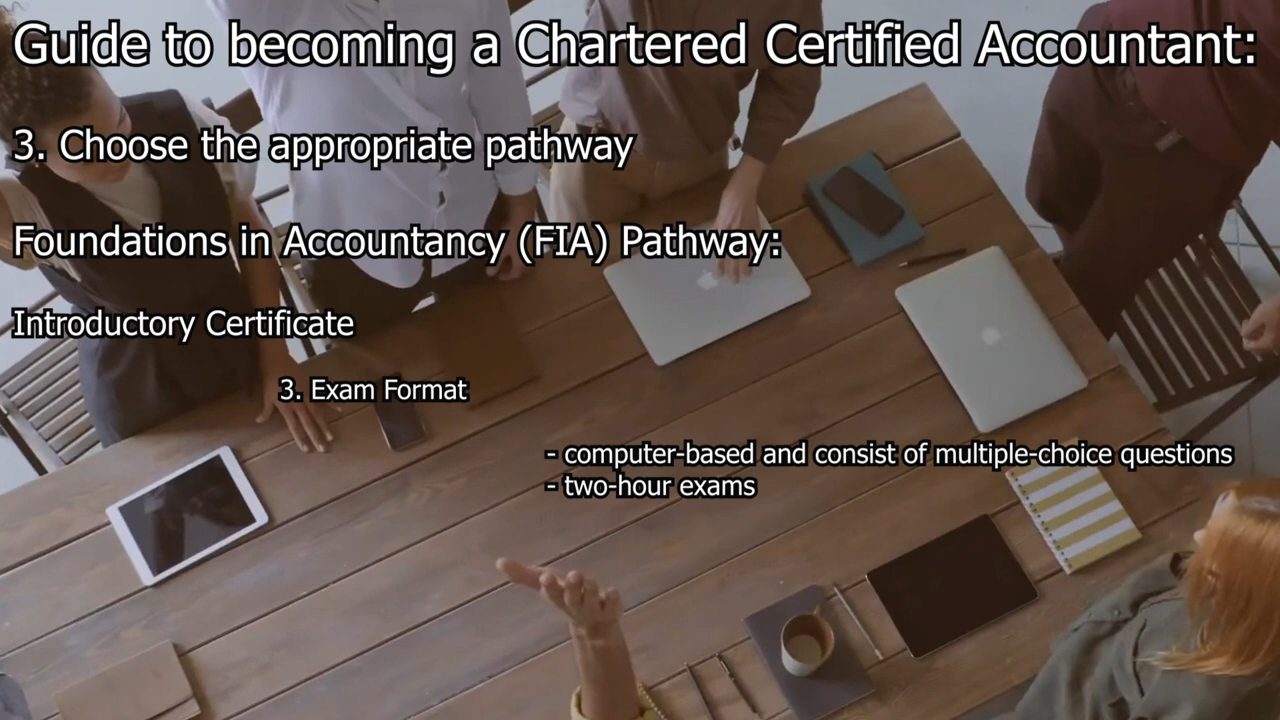 Guide to becoming a Chartered Certified Accountant:
3. Choose the appropriate pathway
Foundations in Accountancy (FIA) Pathway:
Introductory Certificate
3. Exam Format
- computer-based and consist of multiple-choice questions
- two-hour exams